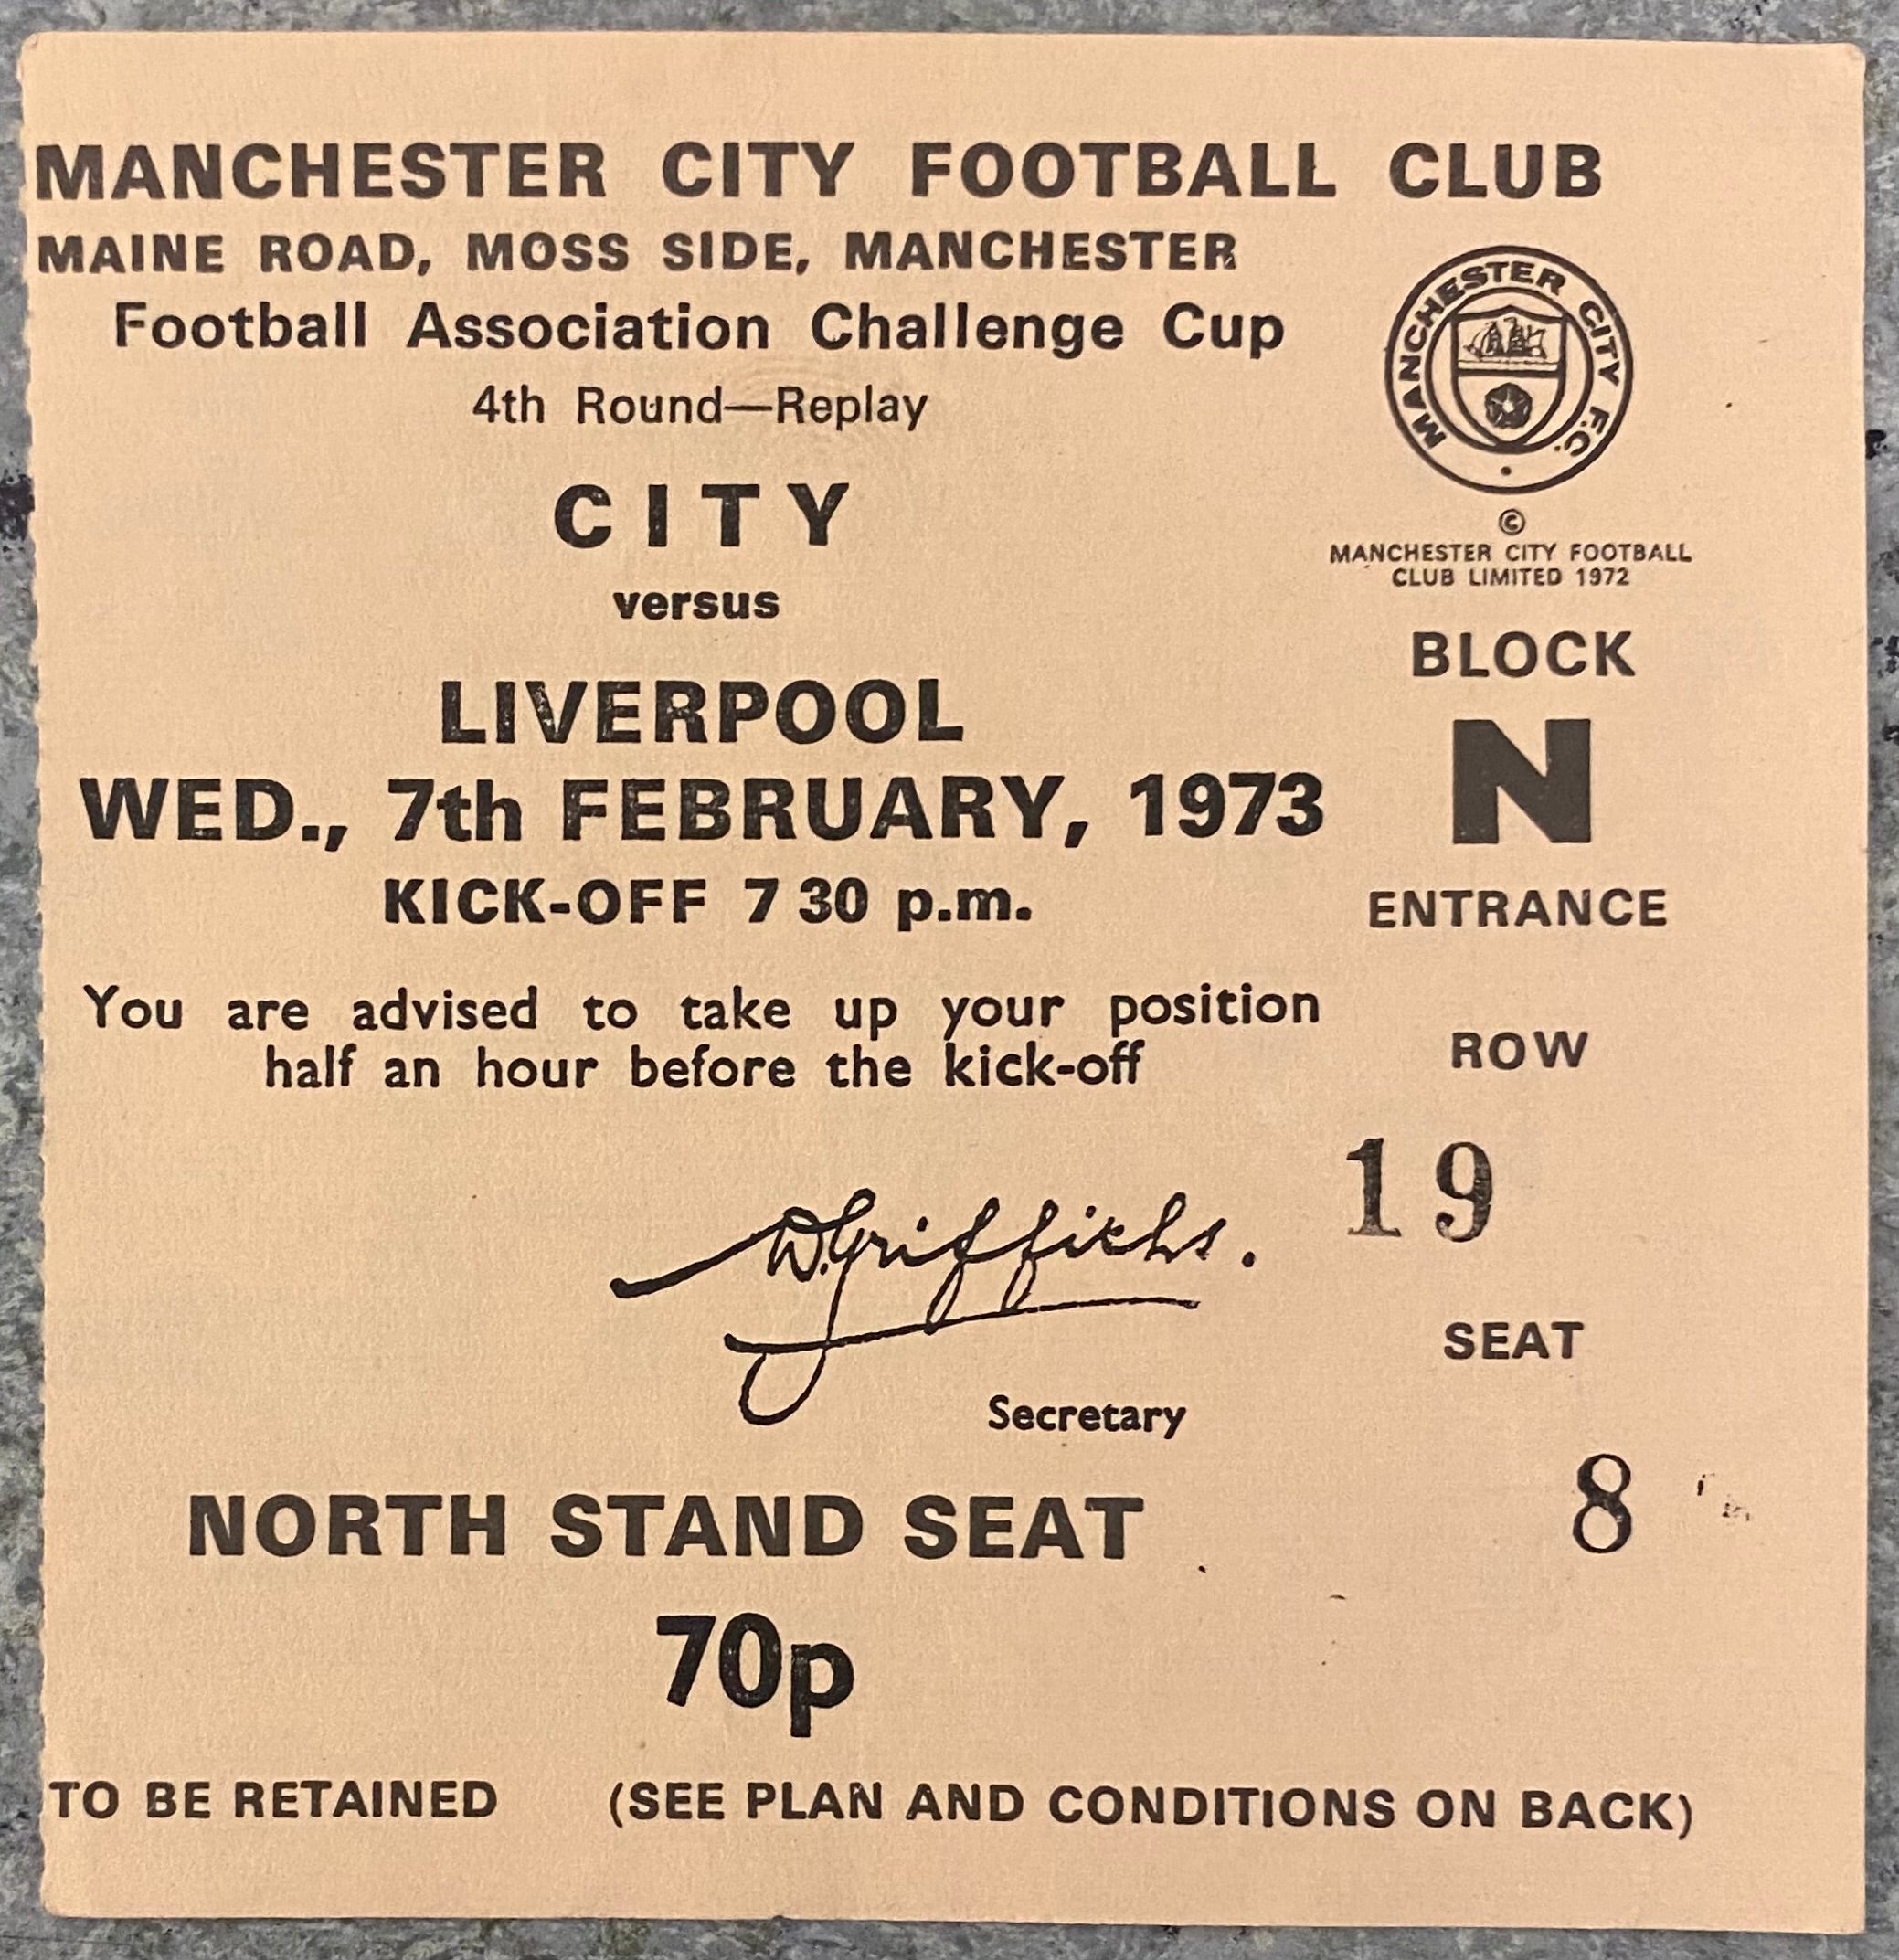 MANCHESTER CITY FOOTBALL CLUB
MAINE ROAD, MOSS SIDE, MANCHESTER
Football Association Challenge Cup
4th Round—Replay
CITY
versus
LIVERPOOL
WED., 7th FEBRUARY, 1973
KICK-OFF 7 30 p.m.
You are advised to take up your position
half an hour before the kick-off
W.Griffiths.
Secretary
NORTH STAND SEAT
70p
TO BE RETAINED (SEE PLAN AND CONDITIONS ON BACK)
MANCHESTER CITY F.C.
©
MANCHESTER CITY FOOTBALL
CLUB LIMITED 1972
BLOCK
N
ENTRANCE
ROW
19
SEAT
8